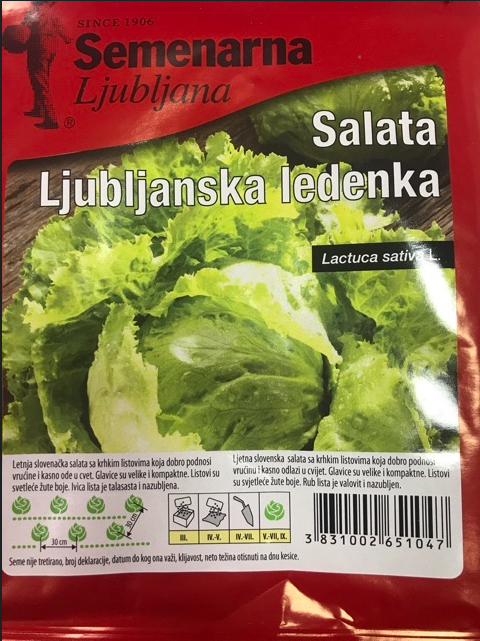 SINCE 1906
Semenarna
Ljubljana
®
Salata
Ljubljanska ledenka
Lactuca sativa L.
Letnja slovenačka salata sa krhkim listovima koja dobro podnosi
vrućine i kasno ode u cvet. Glavice su velike i kompaktne. Listovi su
svetleće žute boje. Ivica lista je talasasta i nazubljena.
Ljetna slovenska salata sa krhkim listovima koja dobro podnosi
vrućinu i kasno odlazi u cvijet. Glavice su velike i kompaktne. Listovi
su svjetleće žute boje. Rub lista je valovit i nazubljen.
30 cm
30 cm
III.
IV.-V.
IV.-VII.
V.-VII, IX.
3 831002 651047
Seme nije tretirano, broj deklaracije, datum do kog ona važi, klijavost, neto težina otisnuti na dnu kesice.